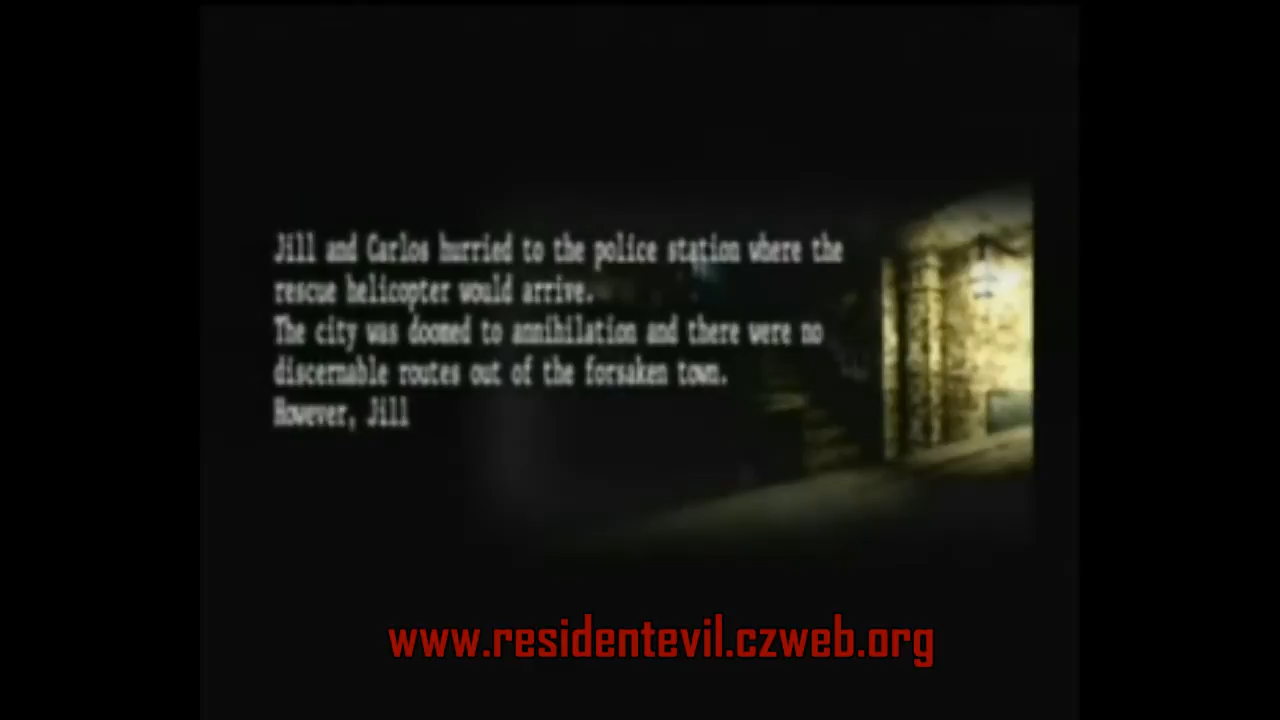 Jill and Carlos hurried to the police station where the
rescue helicopter would arrive.
The city was doomed to annihilation and there were no
discernable routes out of the forsaken town.
However, Jill
www.residentevil.czweb.org